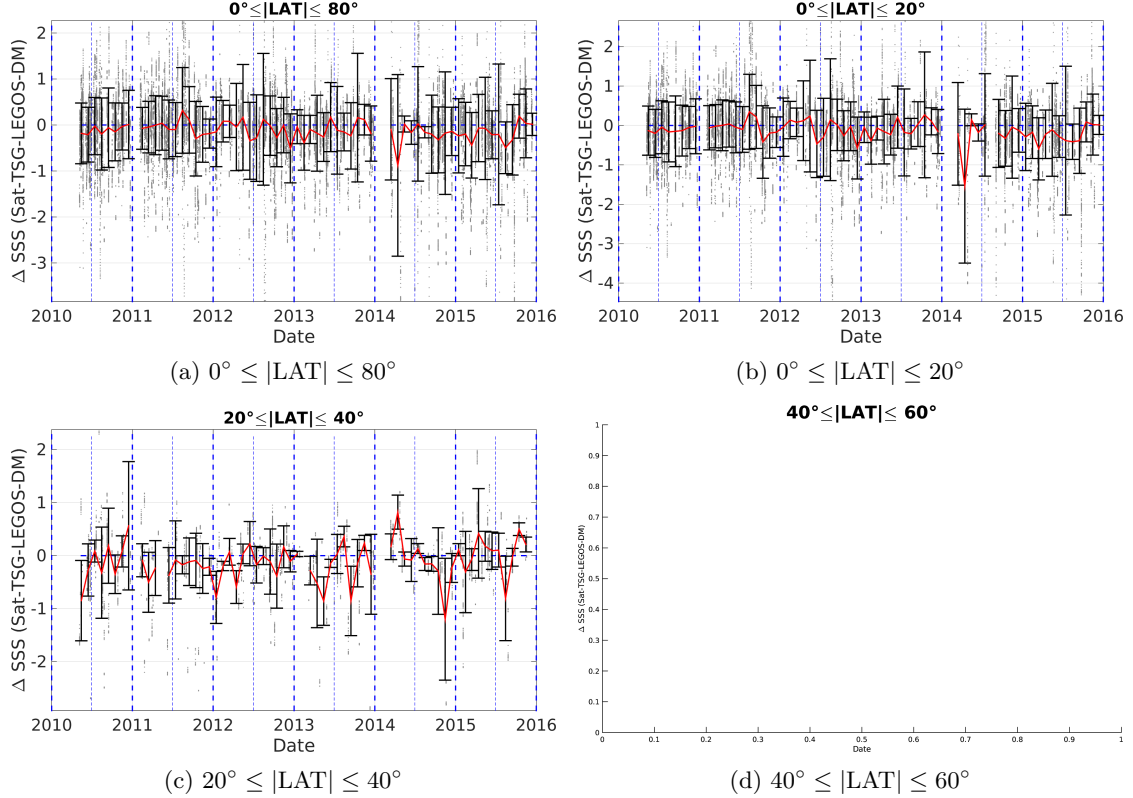 0°≤|LAT|≤ 80°
Δ SSS (Sat-TSG-LEGOS-DM)
2
1
0
-1
-2
-3
2010 2011 2012 2013 2014 2015 2016
Date
(a) 0° ≤ |LAT| ≤ 80°
0°≤|LAT|≤ 20°
Δ SSS (Sat-TSG-LEGOS-DM)
2
1
0
-1
-2
-3
-4
2010 2011 2012 2013 2014 2015 2016
Date
(b) 0° ≤ |LAT| ≤ 20°
20°≤|LAT|≤ 40°
Δ SSS (Sat-TSG-LEGOS-DM)
2
1
0
-1
-2
2010 2011 2012 2013 2014 2015 2016
Date
(c) 20° ≤ |LAT| ≤ 40°
40°≤|LAT|≤ 60°
Δ SSS (Sat-TSG-LEGOS-DM)
1
0.9
0.8
0.7
0.6
0.5
0.4
0.3
0.2
0.1
0
0 0.1 0.2 0.3 0.4 0.5 0.6 0.7 0.8 0.9 1
Date
(d) 40° ≤ |LAT| ≤ 60°